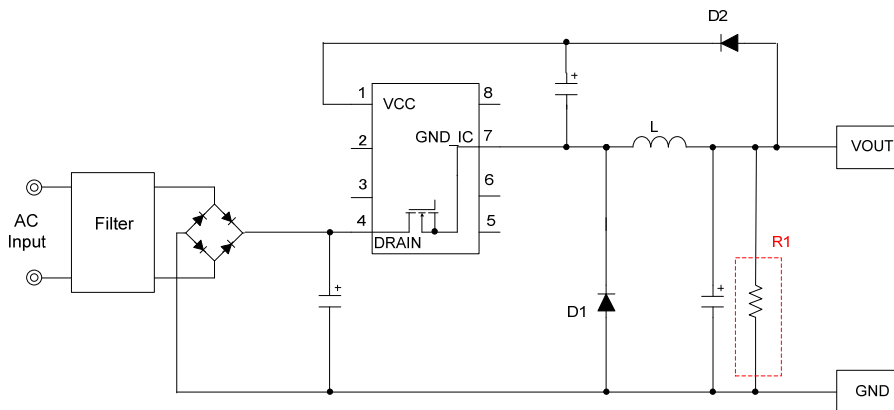 D2
+
1
8
VCC
GND_IC
7
L
VOUT
2
3
6
AC
Input
Filter
4
5
DRAIN
R1
+
+
D1
GND